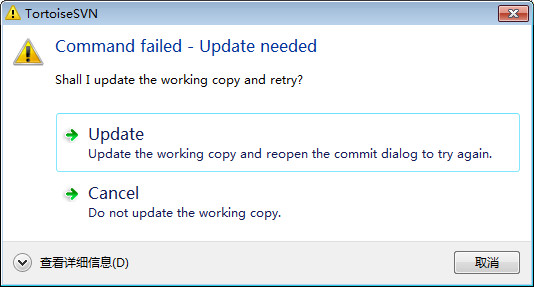 TortoiseSVN
Command failed - Update needed
Shall I update the working copy and retry?
Update
Update the working copy and reopen the commit dialog to try again.
Cancel
Do not update the working copy.
查看详细信息(D)
取消